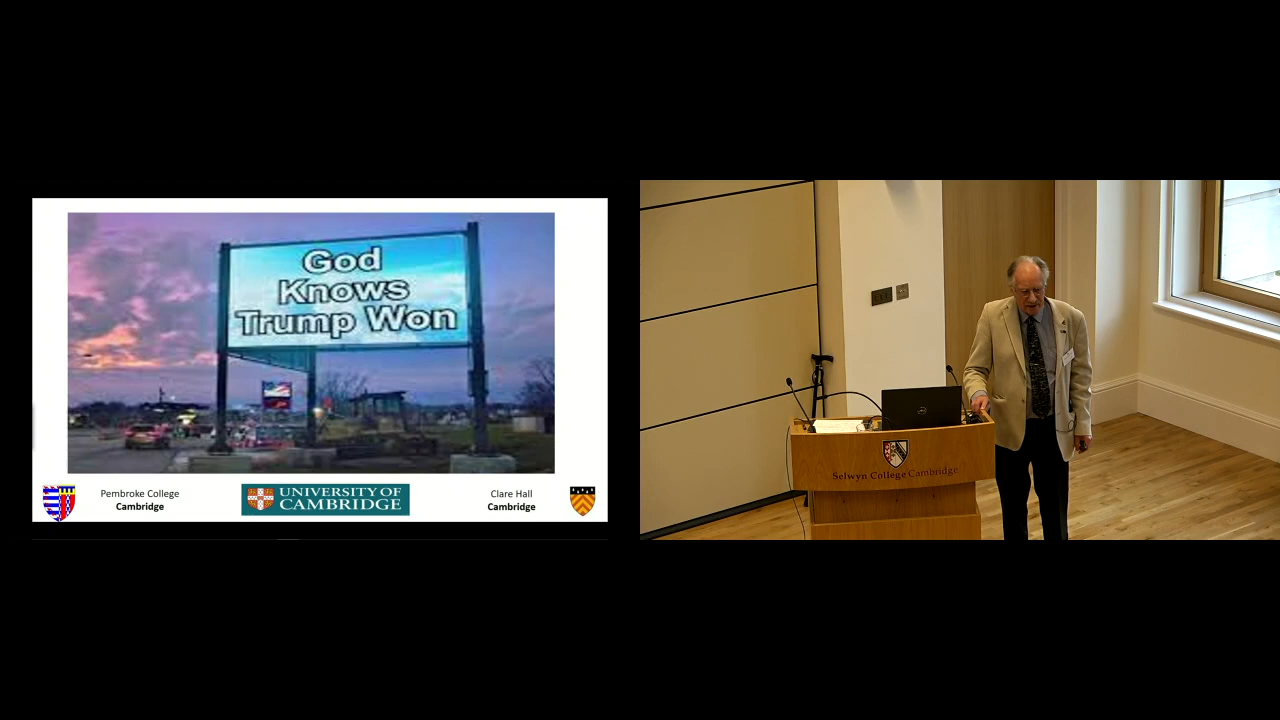 God
Knows
Trump Won
Pembroke College
Cambridge
UNIVERSITY OF
CAMBRIDGE
Clare Hall
Cambridge
Selwyn College Cambridge